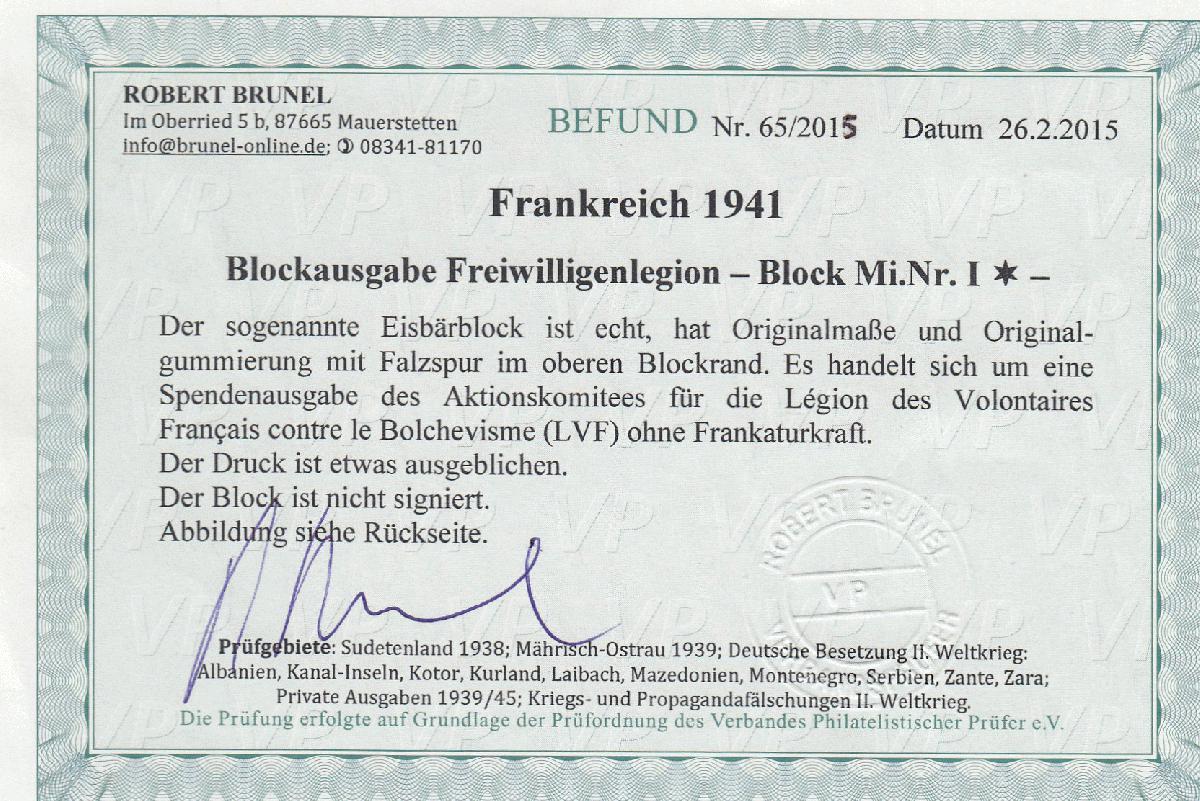 ROBERT BRUNEL
Im Oberried 5 b, 87665 Mauerstetten
info@brunel-online.de; ✆ 08341-81170
BEFUND Nr. 65/2015 Datum 26.2.2015
Frankreich 1941
Blockausgabe Freiwilligenlegion – Block Mi.Nr. I ✶ –
Der sogenannte Eisbärblock ist echt, hat Originalmaße und Original-
gummierung mit Falzspur im oberen Blockrand. Es handelt sich um eine
Spendenausgabe des Aktionskomitees für die Légion des Volontaires
Français contre le Bolchevisme (LVF) ohne Frankaturkraft.
Der Druck ist etwas ausgeblichen.
Der Block ist nicht signiert.
Abbildung siehe Rückseite.
ROBERT BRUNEL
VP
Prüfgebiete: Sudetenland 1938; Mährisch-Ostrau 1939; Deutsche Besetzung II. Weltkrieg:
Albanien, Kanal-Inseln, Kotor, Kurland, Laibach, Mazedonien, Montenegro, Serbien, Zante, Zara;
Private Ausgaben 1939/45; Kriegs- und Propagandafälschungen II. Weltkrieg.
Die Prüfung erfolgte auf Grundlage der Prüfordnung des Verbandes Philatelistischer Prüfer e.V.